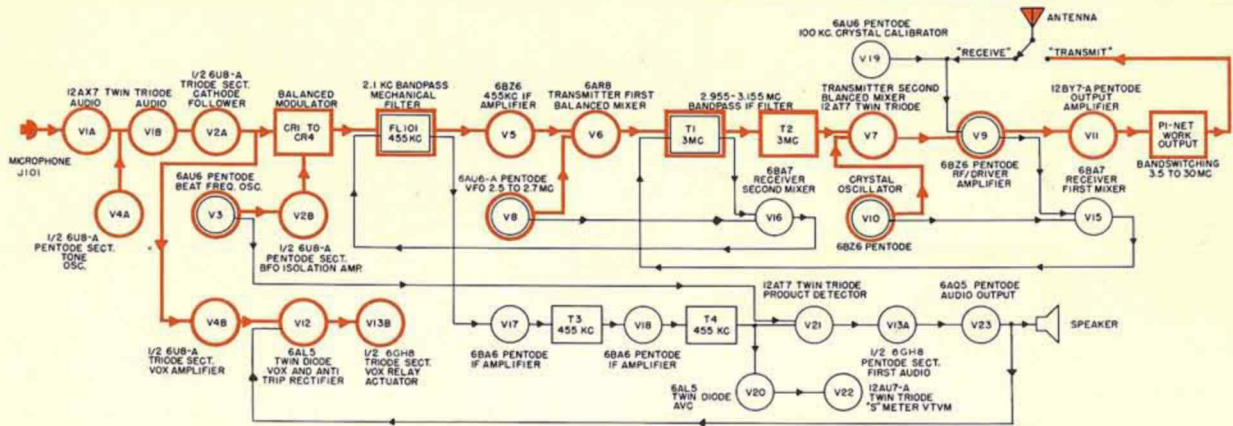 6AU6 PENTODE
100 KC. CRYSTAL CALIBRATOR
V19
ANTENNA
"RECEIVE"
"TRANSMIT"
12AX7 TWIN TRIODE
AUDIO
AUDIO
1/2 6U8-A
TRIODE SECT.
CATHODE
FOLLOWER
BALANCED
MODULATOR
2.1 KC BANDPASS
MECHANICAL
FILTER
6BZ6
455KC IF
AMPLIFIER
6AR8
TRANSMITTER FIRST
BALANCED MIXER
2.955-3.155 MC
BANDPASS IF FILTER
TRANSMITTER SECOND
BLANCED MIXER
12AT7 TWIN TRIODE
12BY7-A PENTODE
OUTPUT
AMPLIFIER
V1A
V1B
V2A
CR1 TO
CR4
FL101
455 KC
V5
V6
T1
3MC
T2
3MC
V7
V9
V11
PI-NET
WORK
OUTPUT
MICROPHONE
J101
6AU6 PENTODE
BEAT FREQ. OSC.
6AU6-A PENTODE
VFO 2.5 TO 2.7 MC
6BA7
RECEIVER
SECOND MIXER
CRYSTAL
OSCILLATOR
6BZ6 PENTODE
RF/DRIVER
AMPLIFIER
6BA7
RECEIVER
FIRST MIXER
BANDSWITCHING
3.5 TO 30 MC
V4A
V3
V2B
V8
V16
V10
V15
1/2 6U8-A
PENTODE SECT.
TONE
OSC.
1/2 6U8-A
PENTODE SECT.
BFO ISOLATION AMP.
6BZ6 PENTODE
12AT7 TWIN TRIODE
PRODUCT DETECTOR
6AQ5 PENTODE
AUDIO OUTPUT
V4B
V12
V13B
V17
T3
455 KC
V18
T4
455 KC
V21
V13A
V23
SPEAKER
1/2 6U8-A
TRIODE SECT.
VOX AMPLIFIER
6AL5
TWIN DIODE
VOX AND ANTI
TRIP RECTIFIER
1/2 6GH8
TRIODE SECT.
VOX RELAY
ACTUATOR
6BA6 PENTODE
IF AMPLIFIER
6BA6 PENTODE
IF AMPLIFIER
1/2 6GH8
PENTODE SECT.
FIRST AUDIO
6AL5
TWIN DIODE
AVC
V20
V22
12AU7-A
TWIN TRIODE
"S" METER VTVM